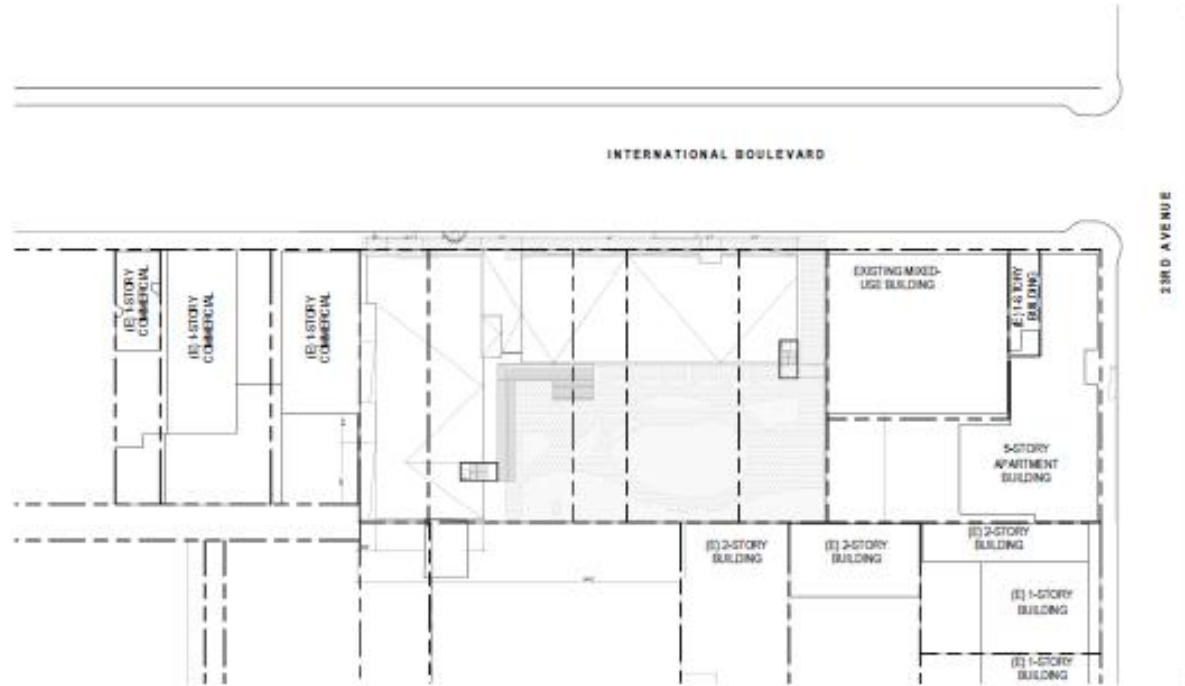 INTERNATIONAL BOULEVARD
23RD AVENUE
(E) 1-STORY
COMMERCIAL
(E) 1-STORY
COMMERCIAL
(E) 1-STORY
COMMERCIAL
EXISTING MIXED-
USE BUILDING
(E) 1-STORY
BUILDING
5-STORY
APARTMENT
BUILDING
(E) 2-STORY
BUILDING
(E) 2-STORY
BUILDING
(E) 2-STORY
BUILDING
(E) 1-STORY
BUILDING
(E) 1-STORY
BUILDING